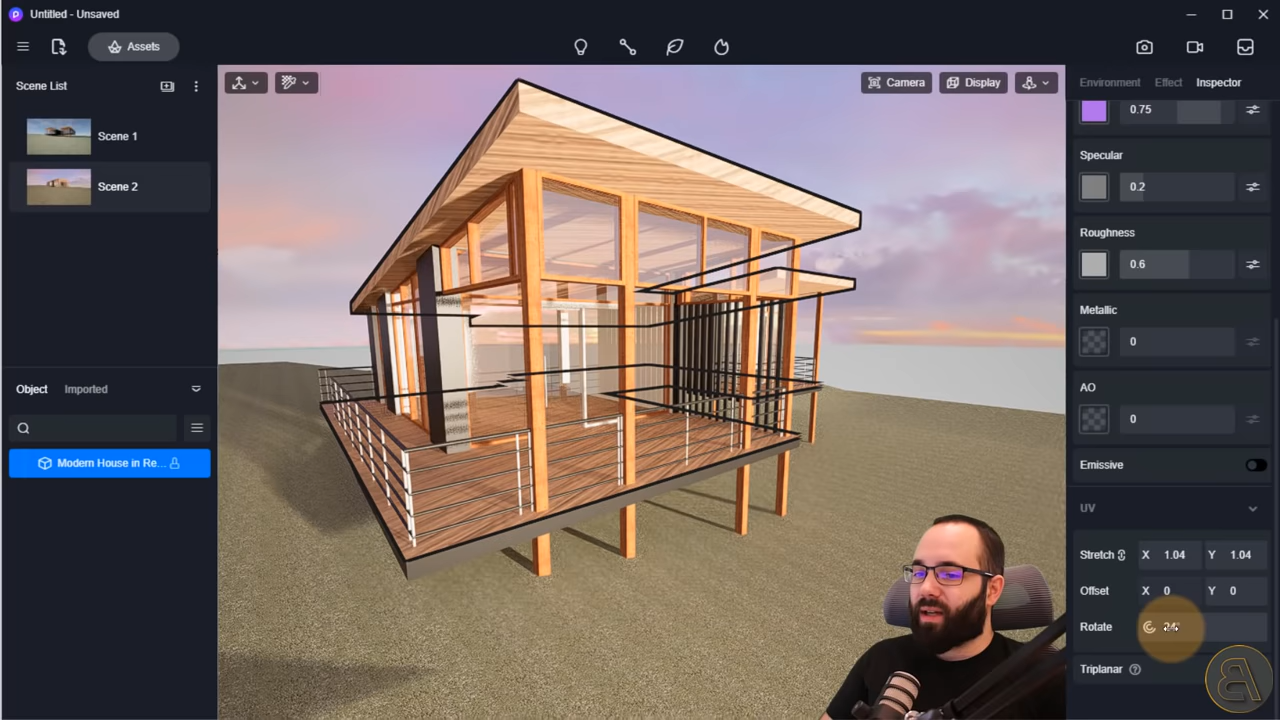 Untitled - Unsaved
Assets
Scene List
Scene 1
Scene 2
Camera
Display
Environment
Effect
Inspector
0.75
Specular
0.2
Roughness
0.6
Metallic
0
AO
0
Emissive
UV
Stretch X 1.04 Y 1.04
Offset X 0 Y 0
Rotate 24°
Triplanar
Object
Imported
Modern House in Re...